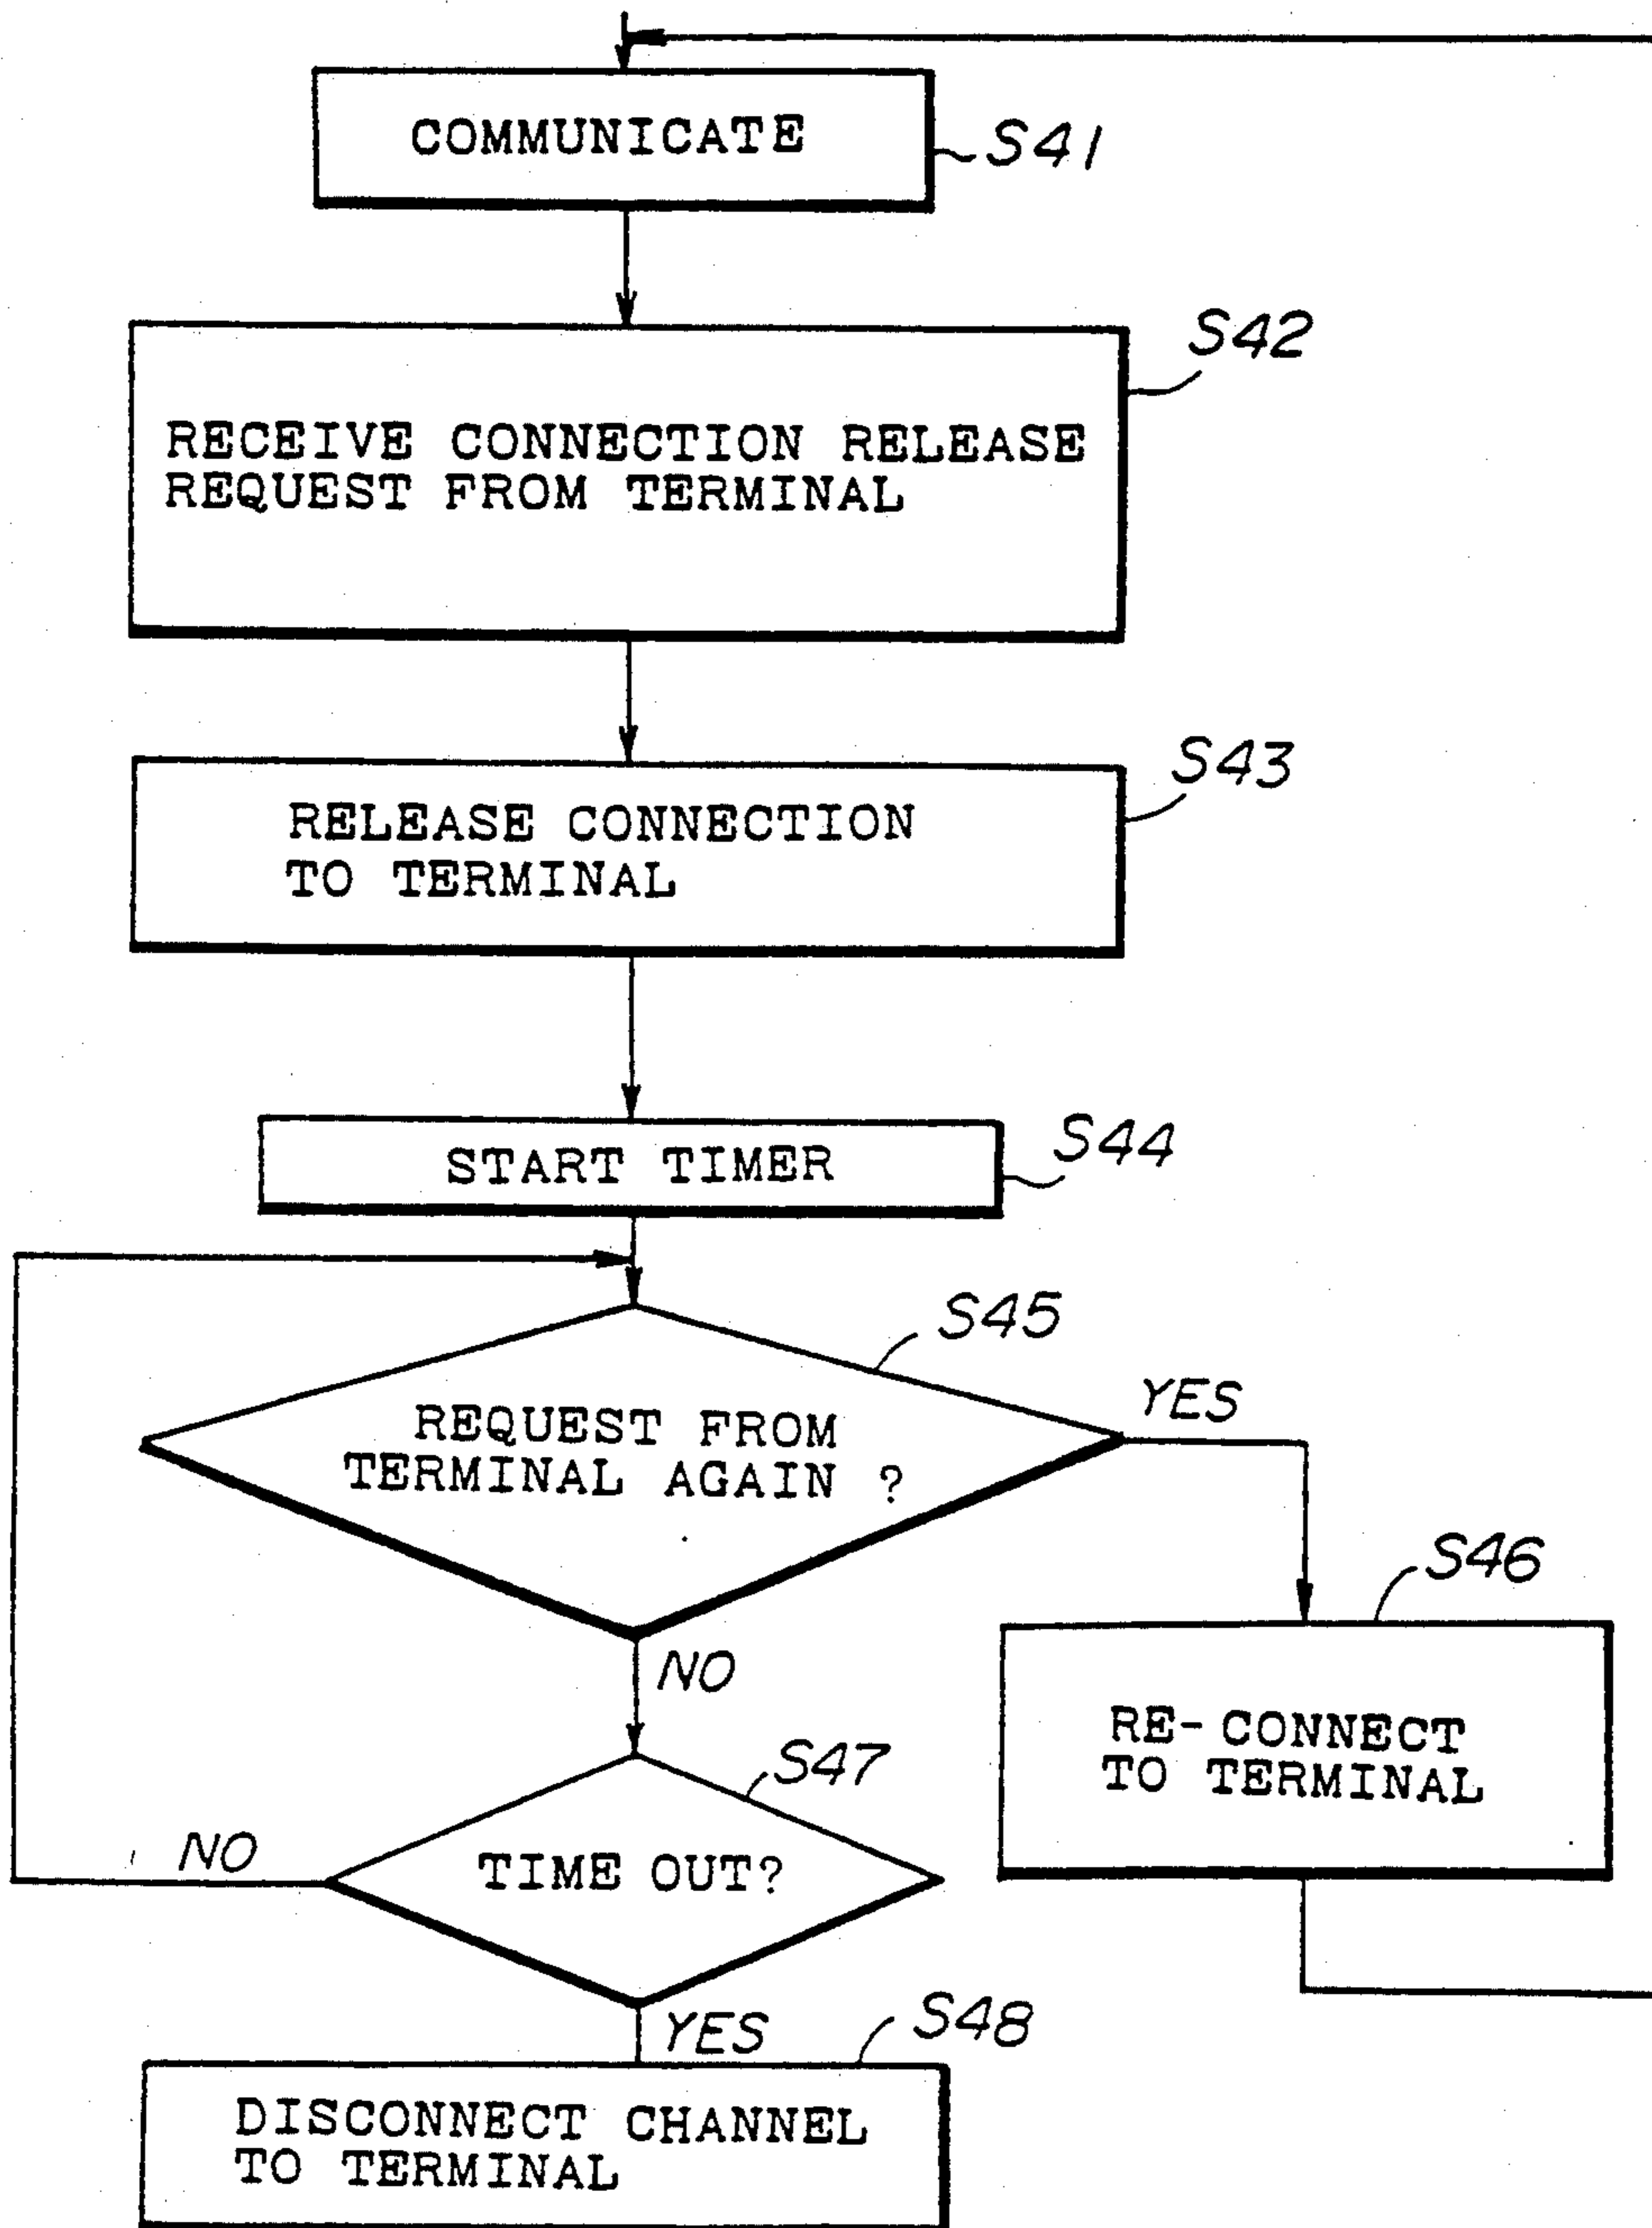 COMMUNICATE
S41
S42
RECEIVE CONNECTION RELEASE
REQUEST FROM TERMINAL
S43
RELEASE CONNECTION
TO TERMINAL
S44
START TIMER
S45
YES
REQUEST FROM
TERMINAL AGAIN ?
S46
NO
RE-CONNECT
TO TERMINAL
S47
NO
TIME OUT?
S48
YES
DISCONNECT CHANNEL
TO TERMINAL